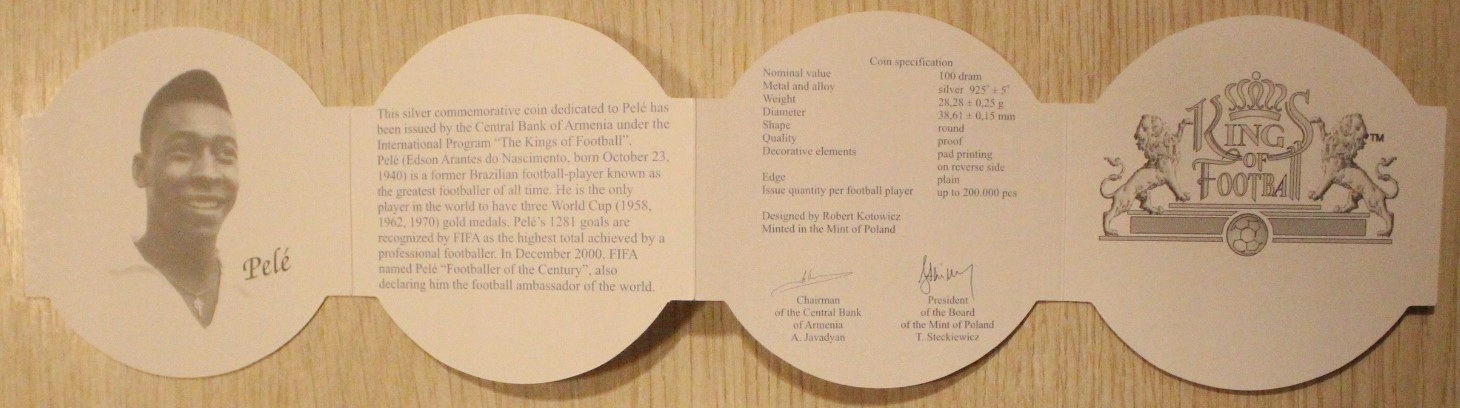 Pelé
This silver commemorative coin dedicated to Pelé has
been issued by the Central Bank of Armenia under the
International Program "The Kings of Football".
Pelé (Edson Arantes do Nascimento, born October 23,
1940) is a former Brazilian football-player known as
the greatest footballer of all time. He is the only
player in the world to have three World Cup (1958,
1962, 1970) gold medals. Pelé's 1281 goals are
recognized by FIFA as the highest total achieved by a
professional footballer. In December 2000, FIFA
named Pelé "Footballer of the Century", also
declaring him the football ambassador of the world.
Coin specification
Nominal value 100 dram
Metal and alloy silver 925˚ ± 5˚
Weight 28,28 ± 0,25 g
Diameter 38,61 ± 0,15 mm
Shape round
Quality proof
Decorative elements pad printing
on reverse side
Edge plain
Issue quantity per football player up to 200.000 pcs
Designed by Robert Kotowicz
Minted in the Mint of Poland
Chairman
of the Central Bank
of Armenia
A. Javadyan
President
of the Board
of the Mint of Poland
T. Steckiewicz
KINGS
OF
FOOTBALL
TM